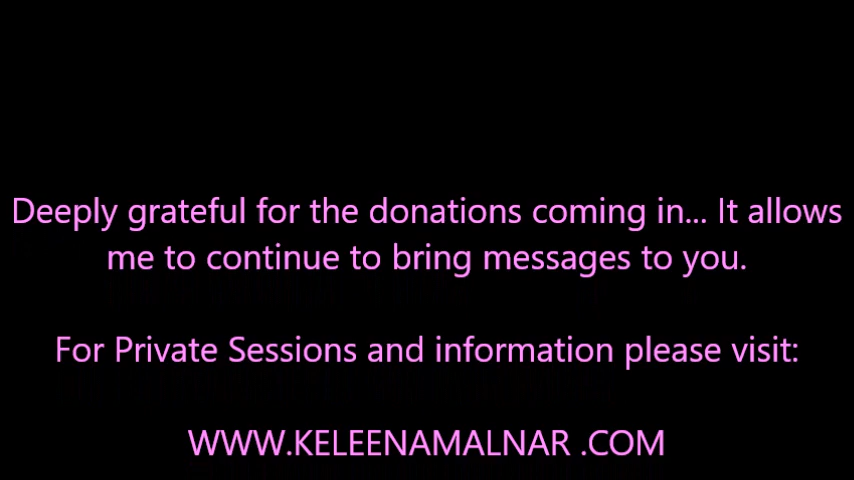 Deeply grateful for the donations coming in... It allows
me to continue to bring messages to you.
For Private Sessions and information please visit:
WWW.KELEENAMALNAR .COM